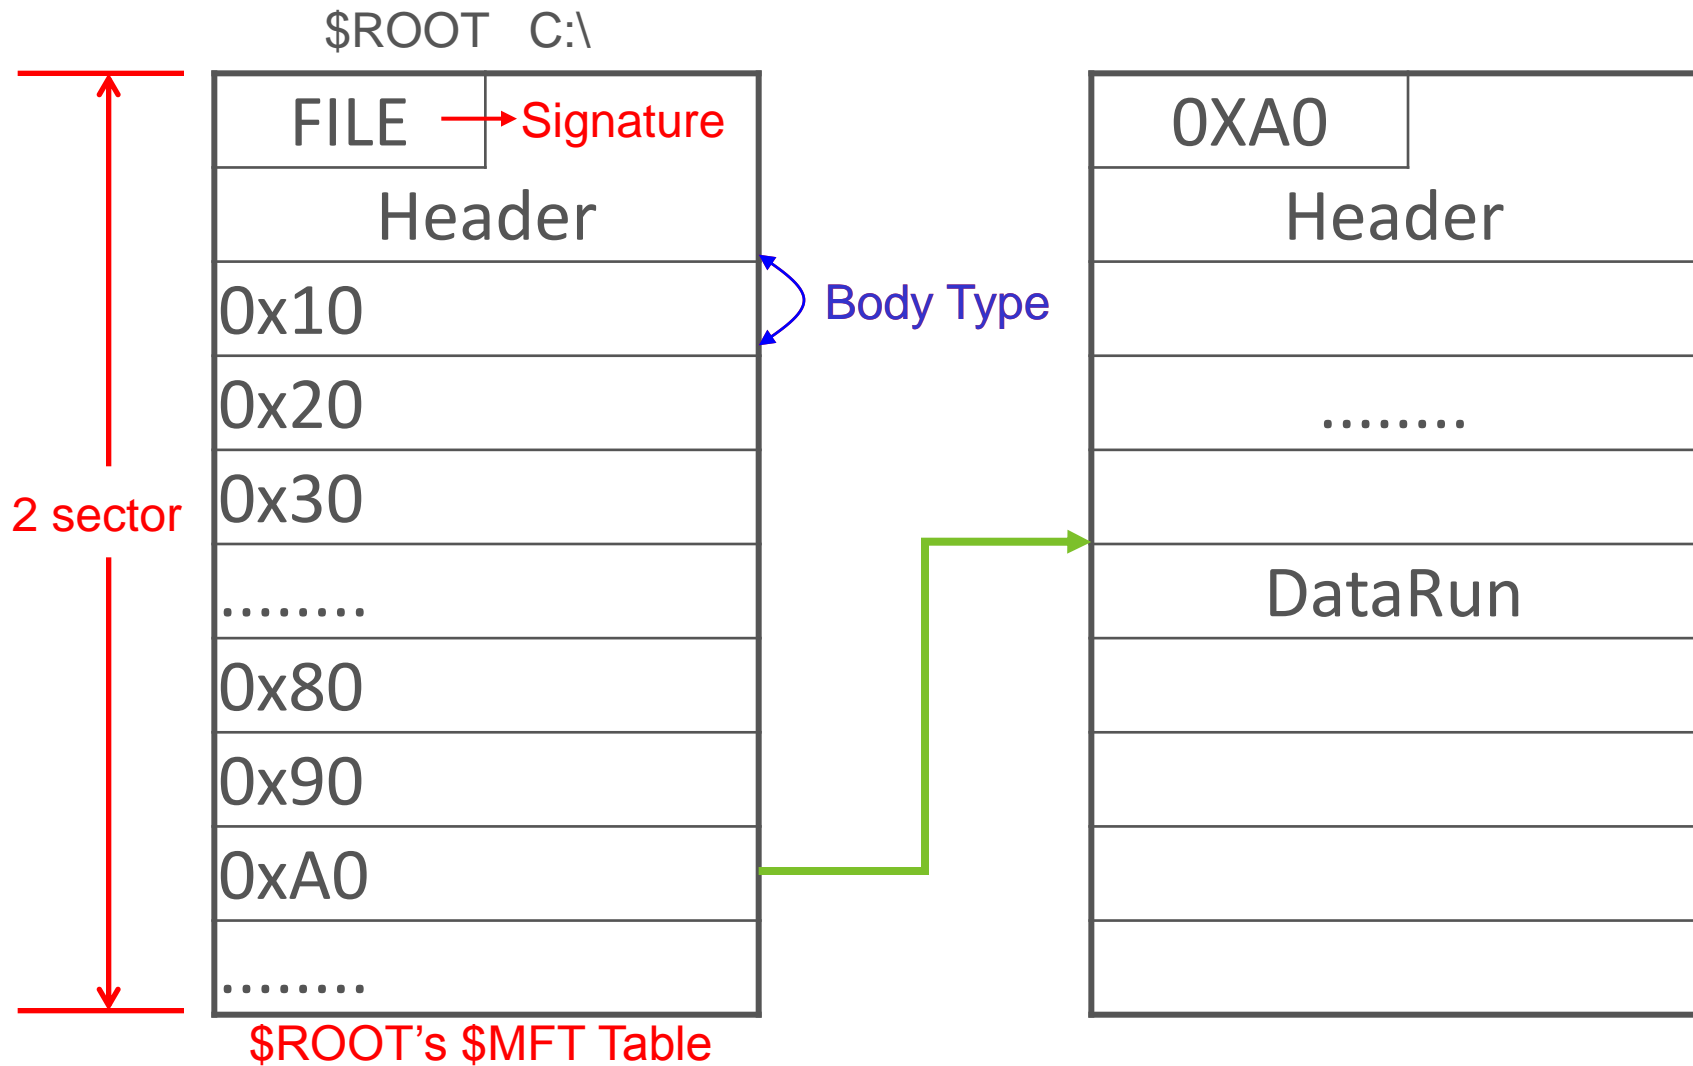 $ROOT C:\
FILE
Signature
Header
0x10
Body Type
0x20
0x30
2 sector
........
0x80
0x90
0xA0
........
$ROOT’s $MFT Table
0XA0
Header
........
DataRun